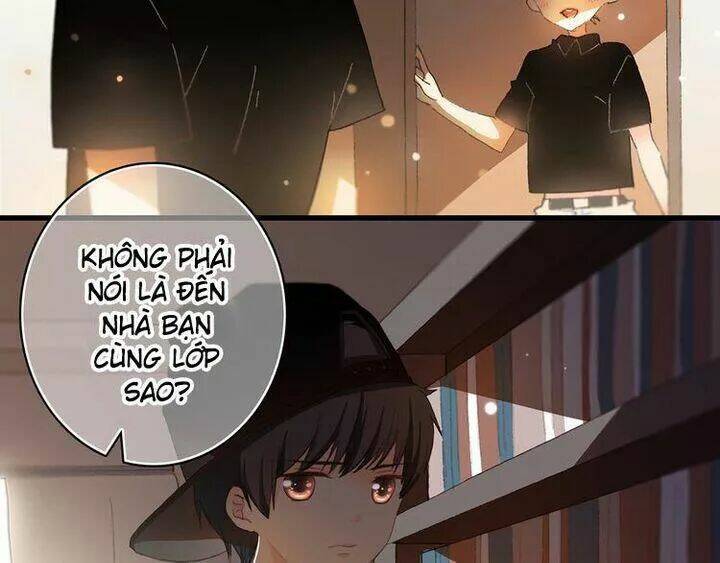 KHÔNG PHẢI
NÓI LÀ ĐẾN
NHÀ BẠN
CÙNG LỚP
SAO?